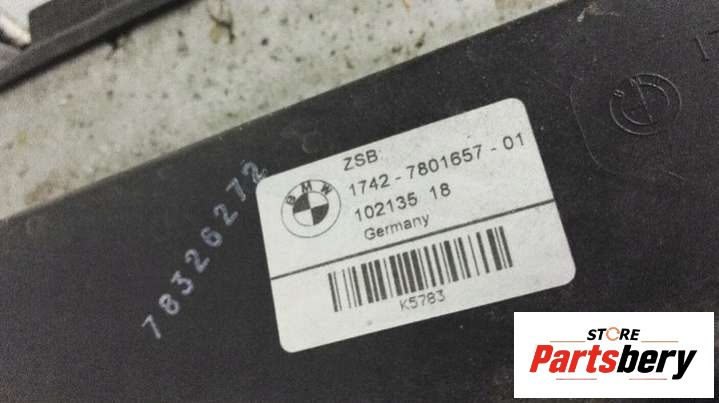 ZSB
BMW
1742 - 7801657 - 01
102135 18
Germany
K5783
78326272
STORE
Partsbery